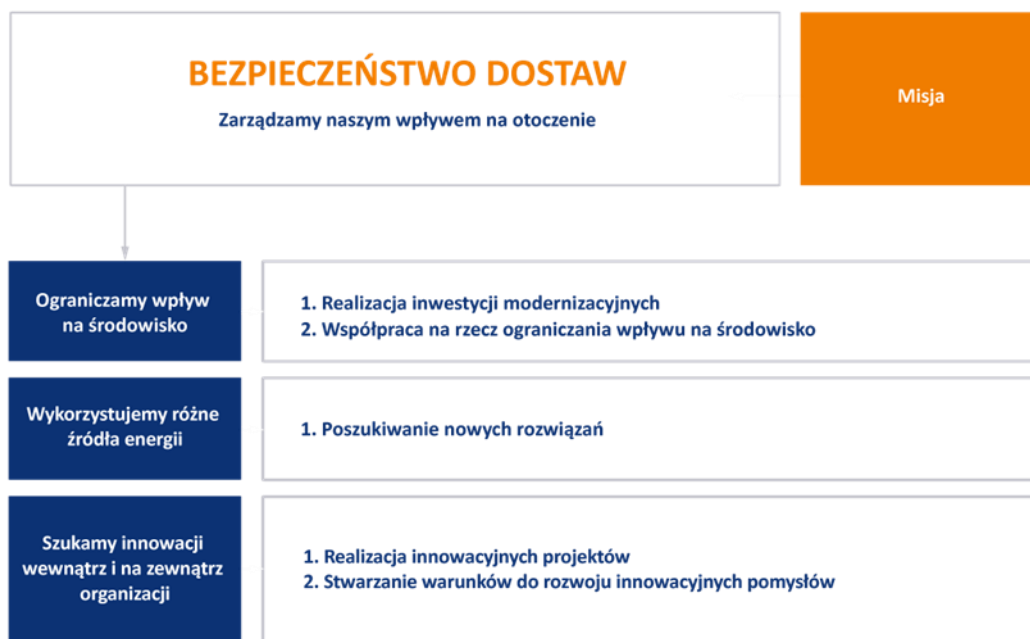 BEZPIECZEŃSTWO DOSTAW
Zarządzamy naszym wpływem na otoczenie
Misja
Ograniczamy wpływ
na środowisko
1. Realizacja inwestycji modernizacyjnych
2. Współpraca na rzecz ograniczania wpływu na środowisko
Wykorzystujemy różne
źródła energii
1. Poszukiwanie nowych rozwiązań
Szukamy innowacji
wewnątrz i na zewnątrz
organizacji
1. Realizacja innowacyjnych projektów
2. Stwarzanie warunków do rozwoju innowacyjnych pomysłów